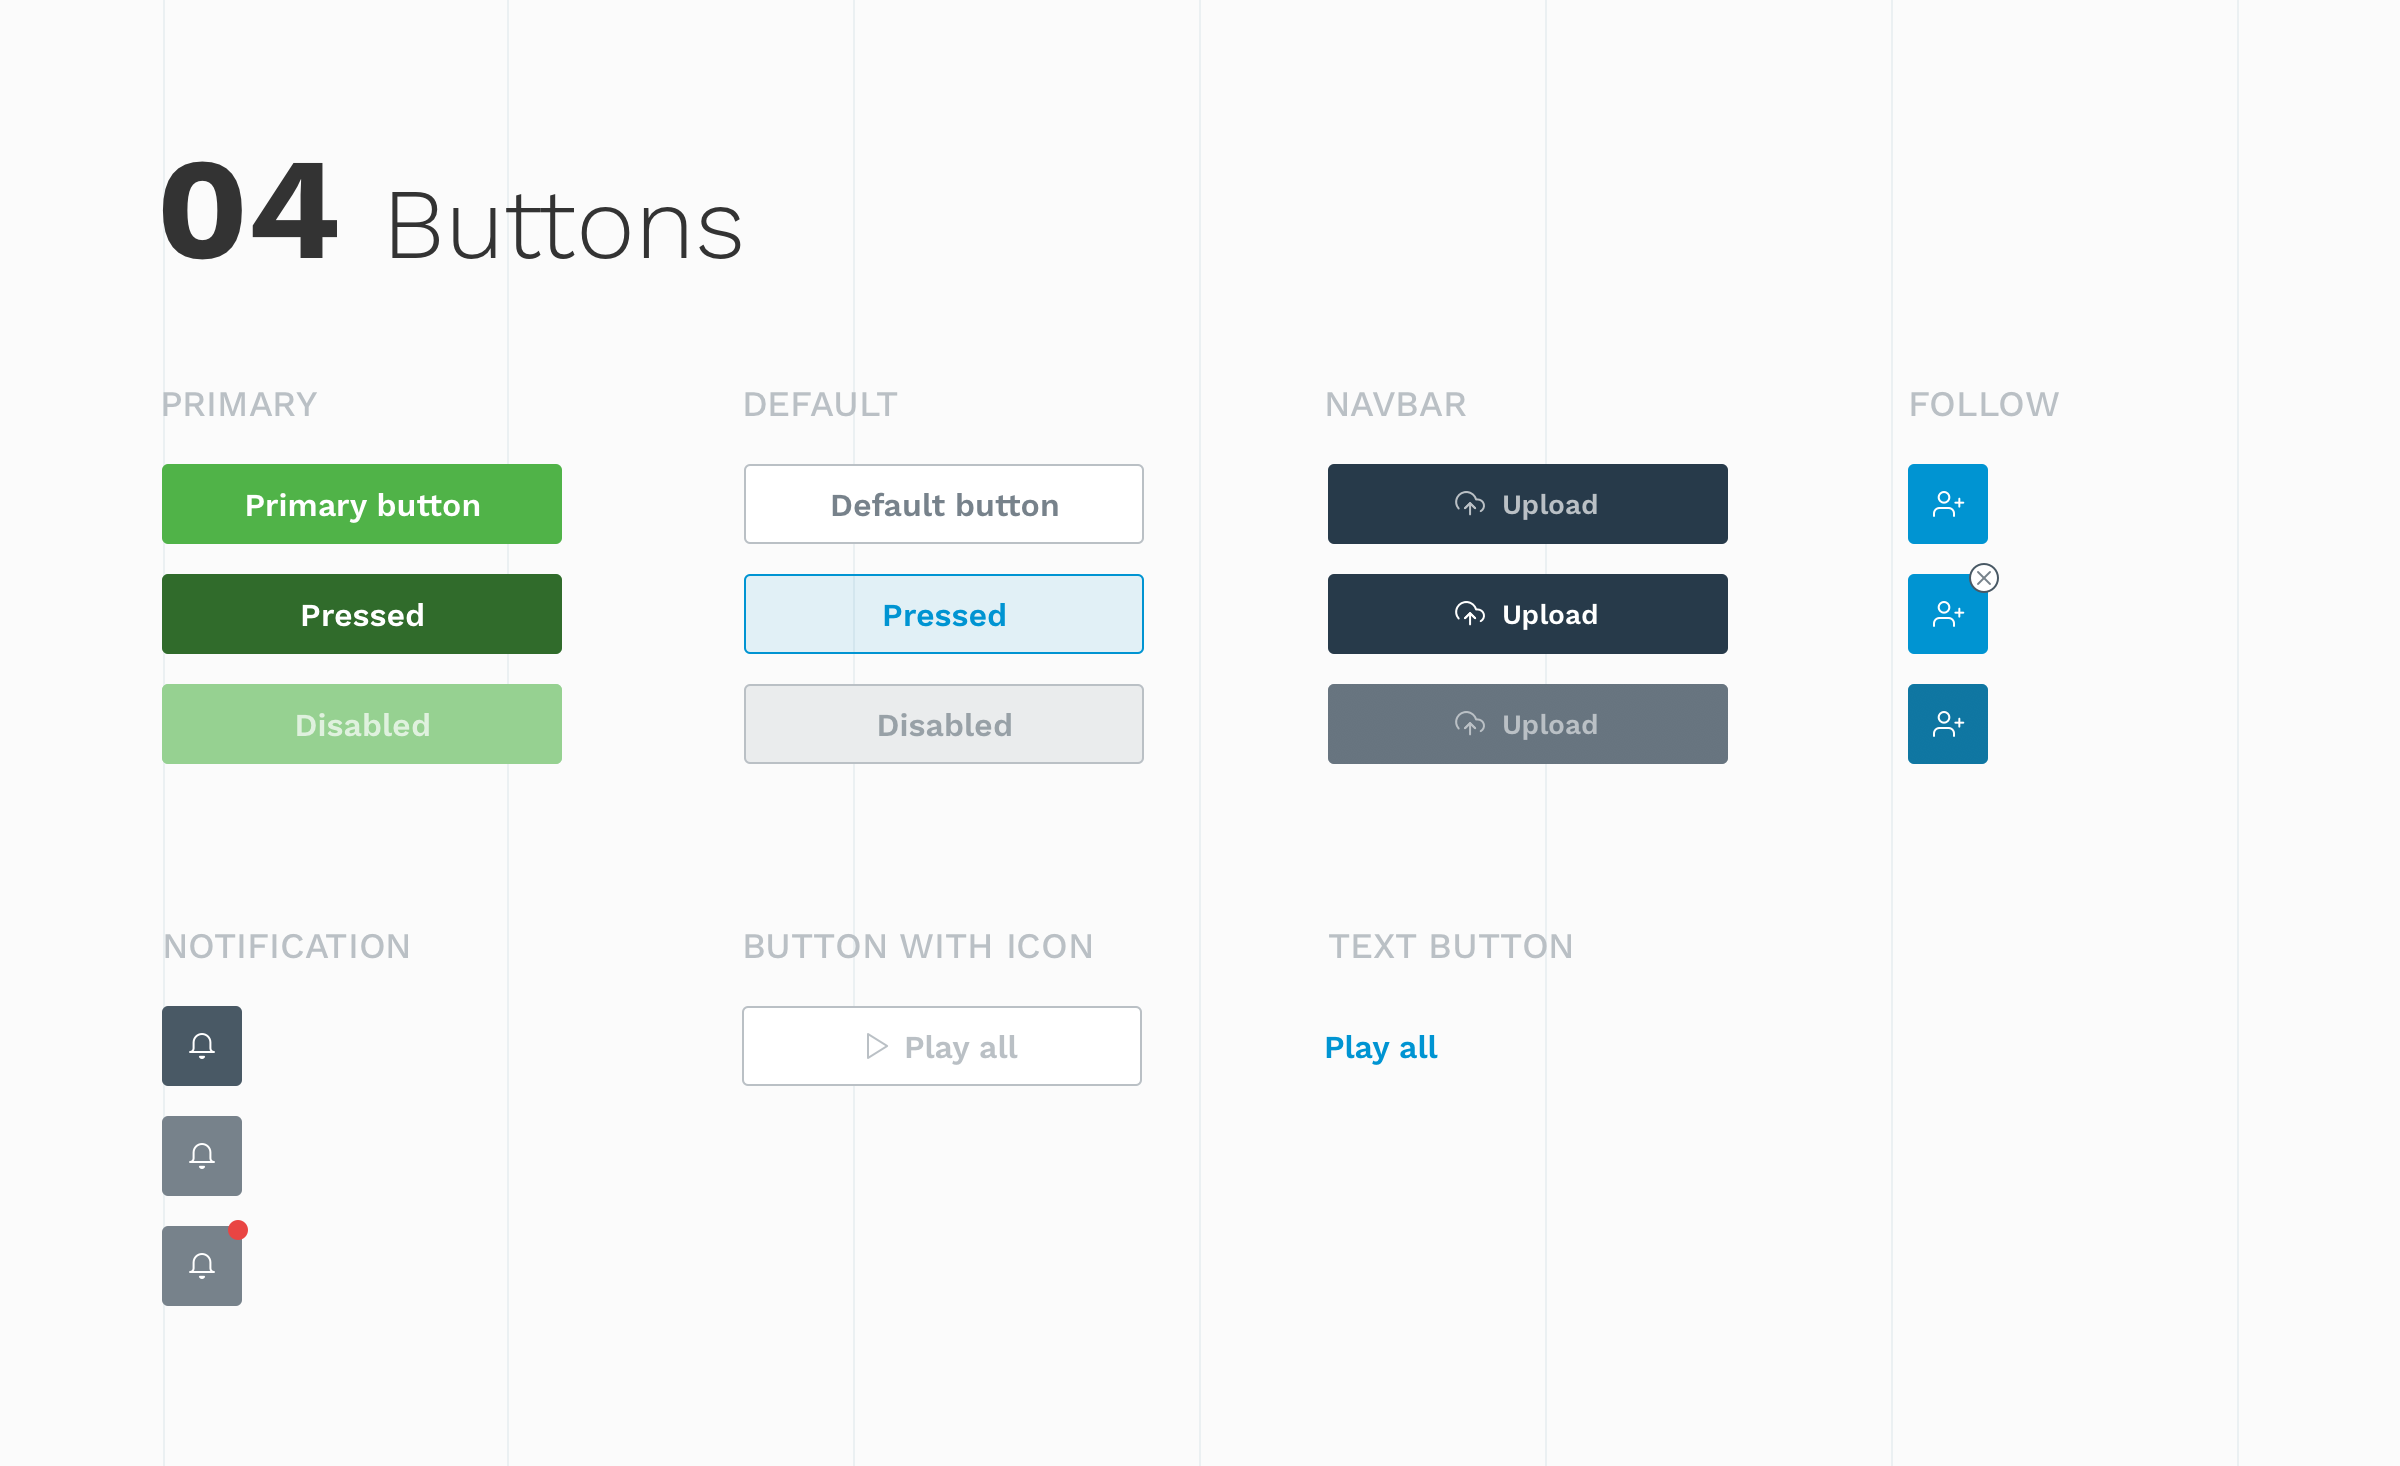 04 Buttons
PRIMARY
Primary button
Pressed
Disabled
DEFAULT
Default button
Pressed
Disabled
NAVBAR
Upload
Upload
Upload
FOLLOW
NOTIFICATION
BUTTON WITH ICON
Play all
TEXT BUTTON
Play all